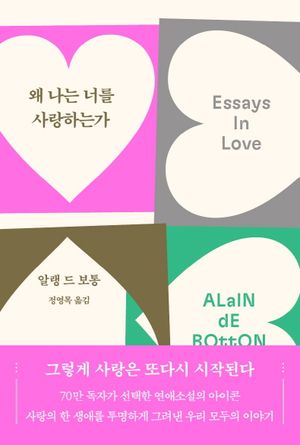 왜 나는 너를
사랑하는가
Essays
In
Love
알랭 드 보통
정영목 옮김
ALaIN
dE
BOttON
그렇게 사랑은 또다시 시작된다
70만 독자가 선택한 연애소설의 아이콘
사랑의 한 생애를 투명하게 그려낸 우리 모두의 이야기